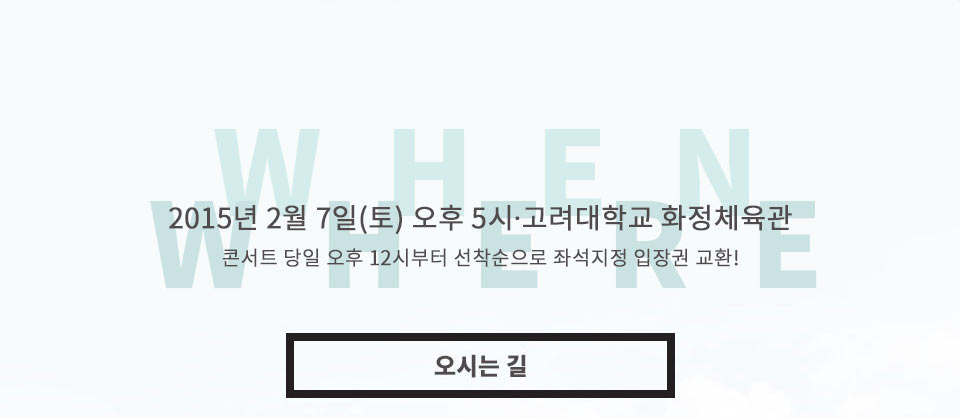 WHEN
WHERE
2015년 2월 7일(토) 오후 5시·고려대학교 화정체육관
콘서트 당일 오후 12시부터 선착순으로 좌석지정 입장권 교환!
오시는 길